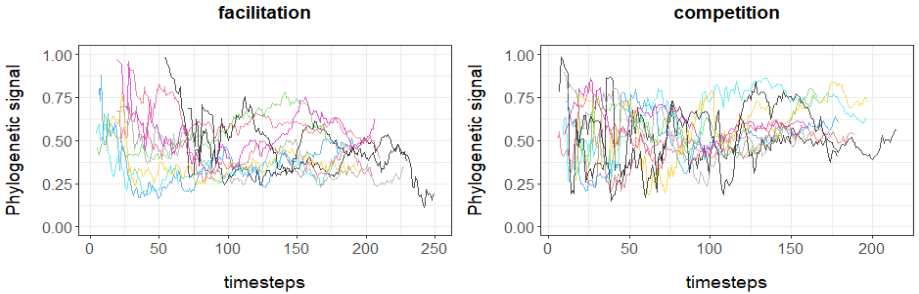 facilitation
Phylogenetic signal
1.00
0.75
0.50
0.25
0.00
0 50 100 150 200 250
timesteps
competition
Phylogenetic signal
1.00
0.75
0.50
0.25
0.00
0 50 100 150 200
timesteps